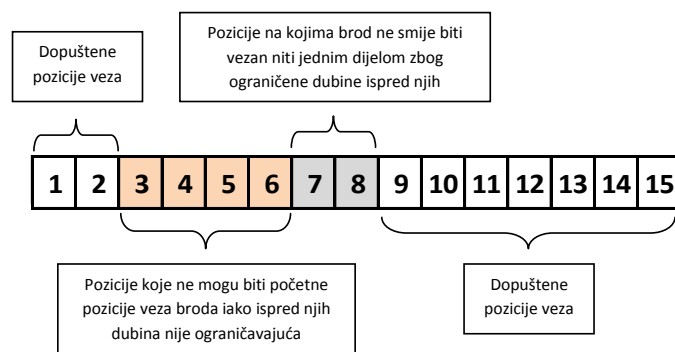 Dopuštene
pozicije veza
Pozicije na kojima brod ne smije biti
vezan niti jednim dijelom zbog
ograničene dubine ispred njih
1 2 3 4 5 6 7 8 9 10 11 12 13 14 15
Pozicije koje ne mogu biti početne
pozicije veza broda iako ispred njih
dubina nije ograničavajuća
Dopuštene
pozicije veza